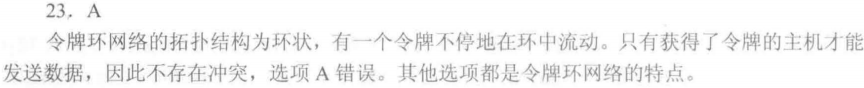 23. A
令牌环网络的拓扑结构为环状，有一个令牌不停地在环中流动。只有获得了令牌的主机才能
发送数据，因此不存在冲突，选项 A 错误。其他选项都是令牌环网络的特点。